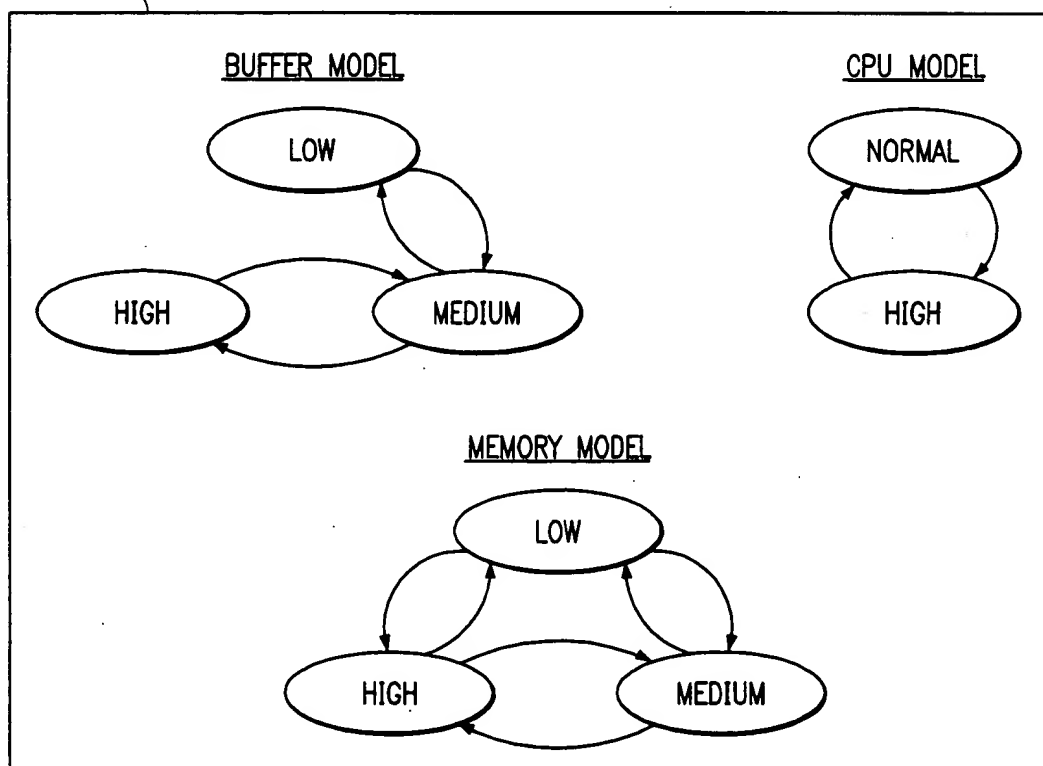 BUFFER MODEL
LOW
HIGH
MEDIUM
CPU MODEL
NORMAL
HIGH
MEMORY MODEL
LOW
HIGH
MEDIUM